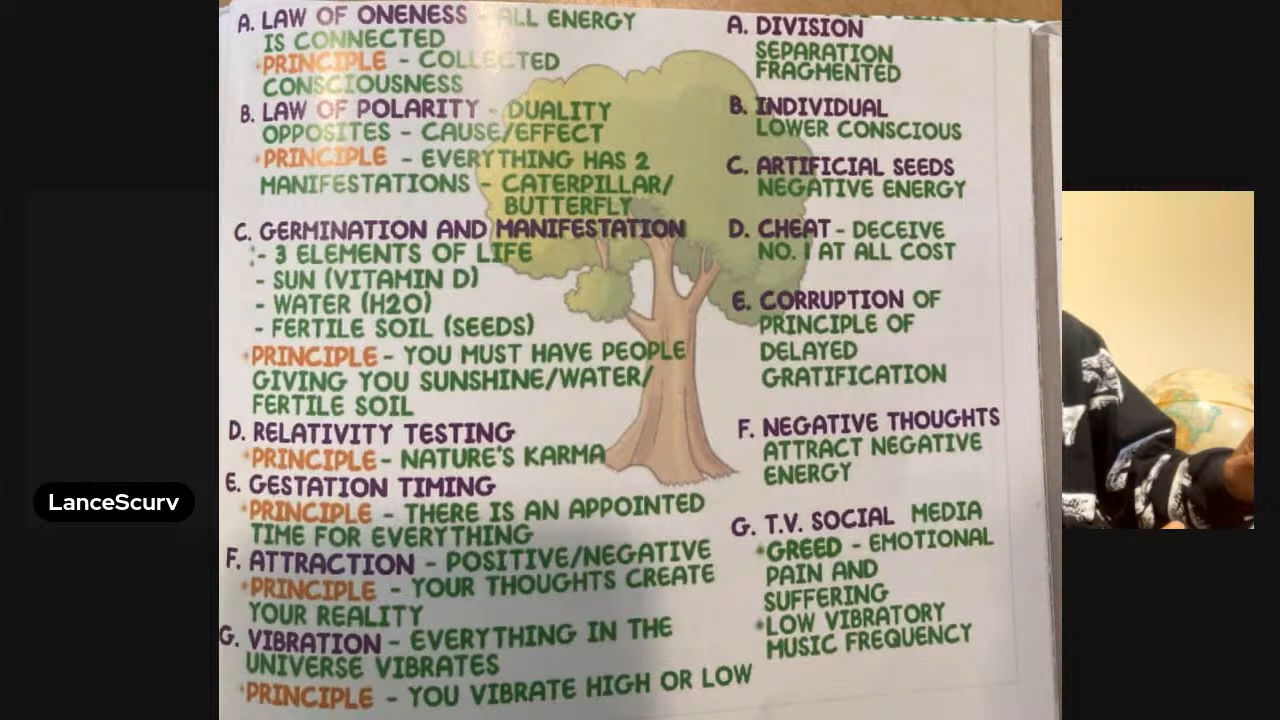 A. LAW OF ONENESS - ALL ENERGY
IS CONNECTED
•PRINCIPLE - COLLECTED
CONSCIOUSNESS
B. LAW OF POLARITY - DUALITY
OPPOSITES - CAUSE/EFFECT
•PRINCIPLE - EVERYTHING HAS 2
MANIFESTATIONS - CATERPILLAR/
BUTTERFLY
C. GERMINATION AND MANIFESTATION
- 3 ELEMENTS OF LIFE
- SUN (VITAMIN D)
- WATER (H2O)
- FERTILE SOIL (SEEDS)
•PRINCIPLE - YOU MUST HAVE PEOPLE
GIVING YOU SUNSHINE/WATER/
FERTILE SOIL
D. RELATIVITY TESTING
•PRINCIPLE - NATURE'S KARMA
E. GESTATION TIMING
•PRINCIPLE - THERE IS AN APPOINTED
TIME FOR EVERYTHING
F. ATTRACTION - POSITIVE/NEGATIVE
•PRINCIPLE - YOUR THOUGHTS CREATE
YOUR REALITY
G. VIBRATION - EVERYTHING IN THE
UNIVERSE VIBRATES
•PRINCIPLE - YOU VIBRATE HIGH OR LOW
A. DIVISION
SEPARATION
FRAGMENTED
B. INDIVIDUAL
LOWER CONSCIOUS
C. ARTIFICIAL SEEDS
NEGATIVE ENERGY
D. CHEAT - DECEIVE
NO. 1 AT ALL COST
E. CORRUPTION OF
PRINCIPLE OF
DELAYED
GRATIFICATION
F. NEGATIVE THOUGHTS
ATTRACT NEGATIVE
ENERGY
G. T.V. SOCIAL MEDIA
•GREED - EMOTIONAL
PAIN AND
SUFFERING
•LOW VIBRATORY
MUSIC FREQUENCY
LanceScurv